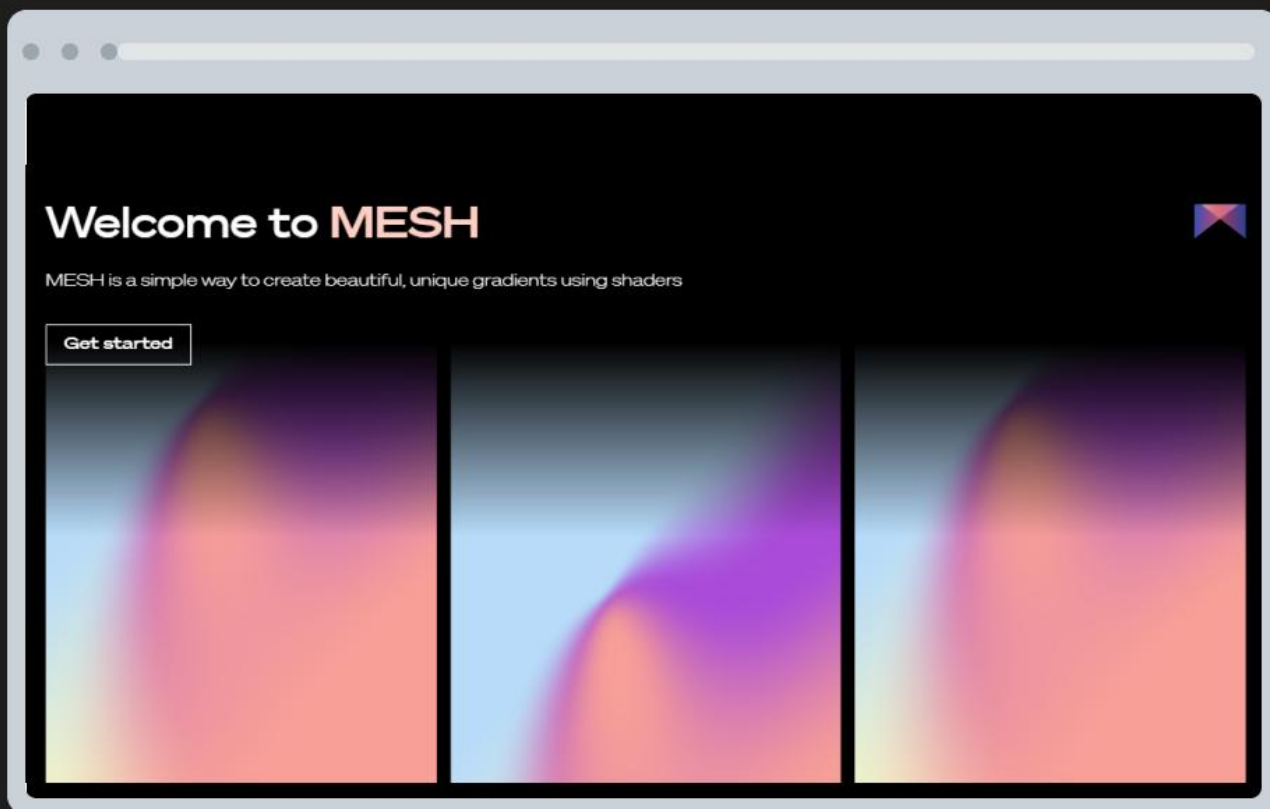 Welcome to MESH
MESH is a simple way to create beautiful, unique gradients using shaders
Get started